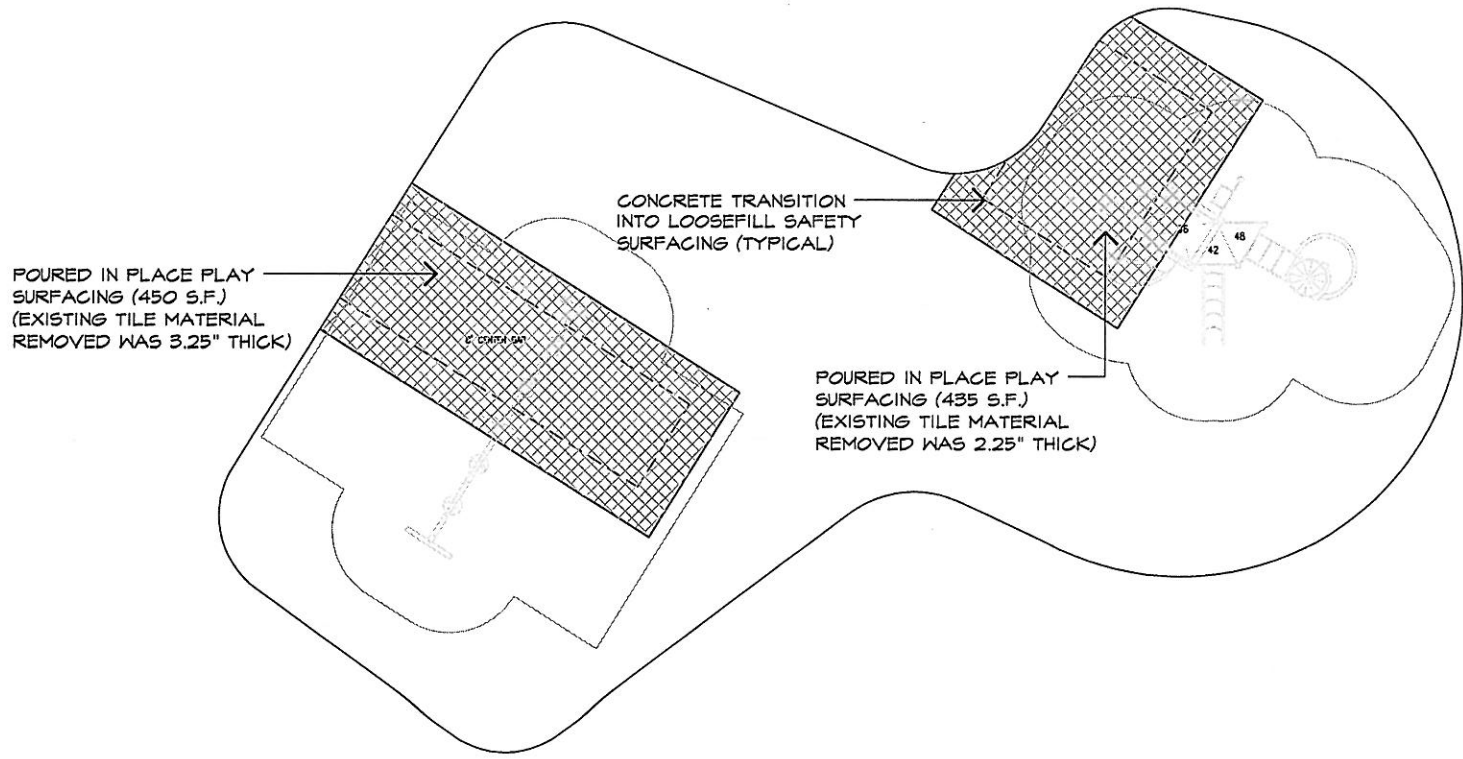 CONCRETE TRANSITION
INTO LOOSEFILL SAFETY
SURFACING (TYPICAL)
POURED IN PLACE PLAY
SURFACING (450 S.F.)
(EXISTING TILE MATERIAL
REMOVED WAS 3.25" THICK)
36
48
42
POURED IN PLACE PLAY
SURFACING (435 S.F.)
(EXISTING TILE MATERIAL
REMOVED WAS 2.25" THICK)